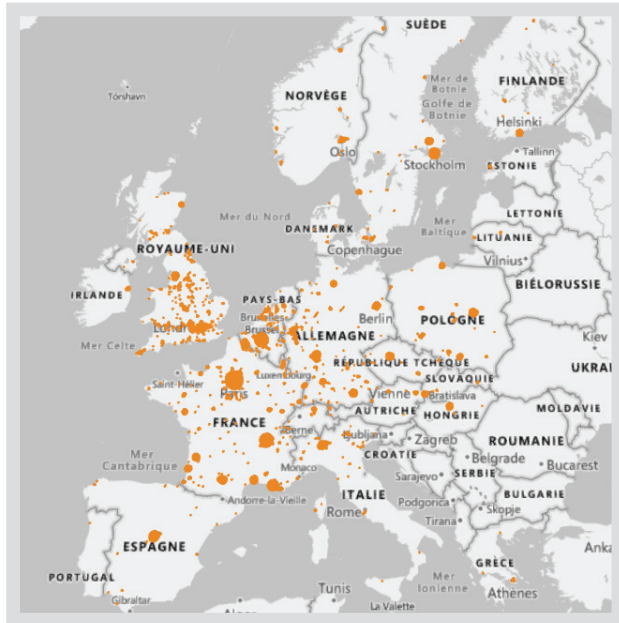 SUÈDE
Mer de
Botnie
FINLANDE
NORVÈGE
Golfe de
Botnie
Tórshavn
Helsinki
Oslo
Tallinn
Stockholm
ESTONIE
Mer du Nord
LETTONIE
DANEMARK
Mer
Baltique
ROYAUME-UNI
Copenhague
LITUANIE
Vilnius
BIÉLORUSSIE
IRLANDE
PAYS-BAS
Bruxelles
Brussel
Berlin
POLOGNE
Londres
ALLEMAGNE
Kiev
Mer Celte
RÉPUBLIQUE TCHÈQUE
UKRAI
Saint-Hélier
Luxembourg
SLOVAQUIE
Paris
Vienne
Bratislava
AUTRICHE
HONGRIE
MOLDAVIE
FRANCE
Berne
Ljubljana
Zagreb
ROUMANIE
Mer
Cantabrique
CROATIE
Monaco
Belgrade
Bucarest
Sarajevo
SERBIE
Andorre-la-Vieille
ITALIE
BULGARIE
Podgorica
Skopje
Rome
Tirana
ESPAGNE
Anka
PORTUGAL
GRÈCE
Tunis
Mer
Ionienne
Athènes
Gibraltar
La Valette